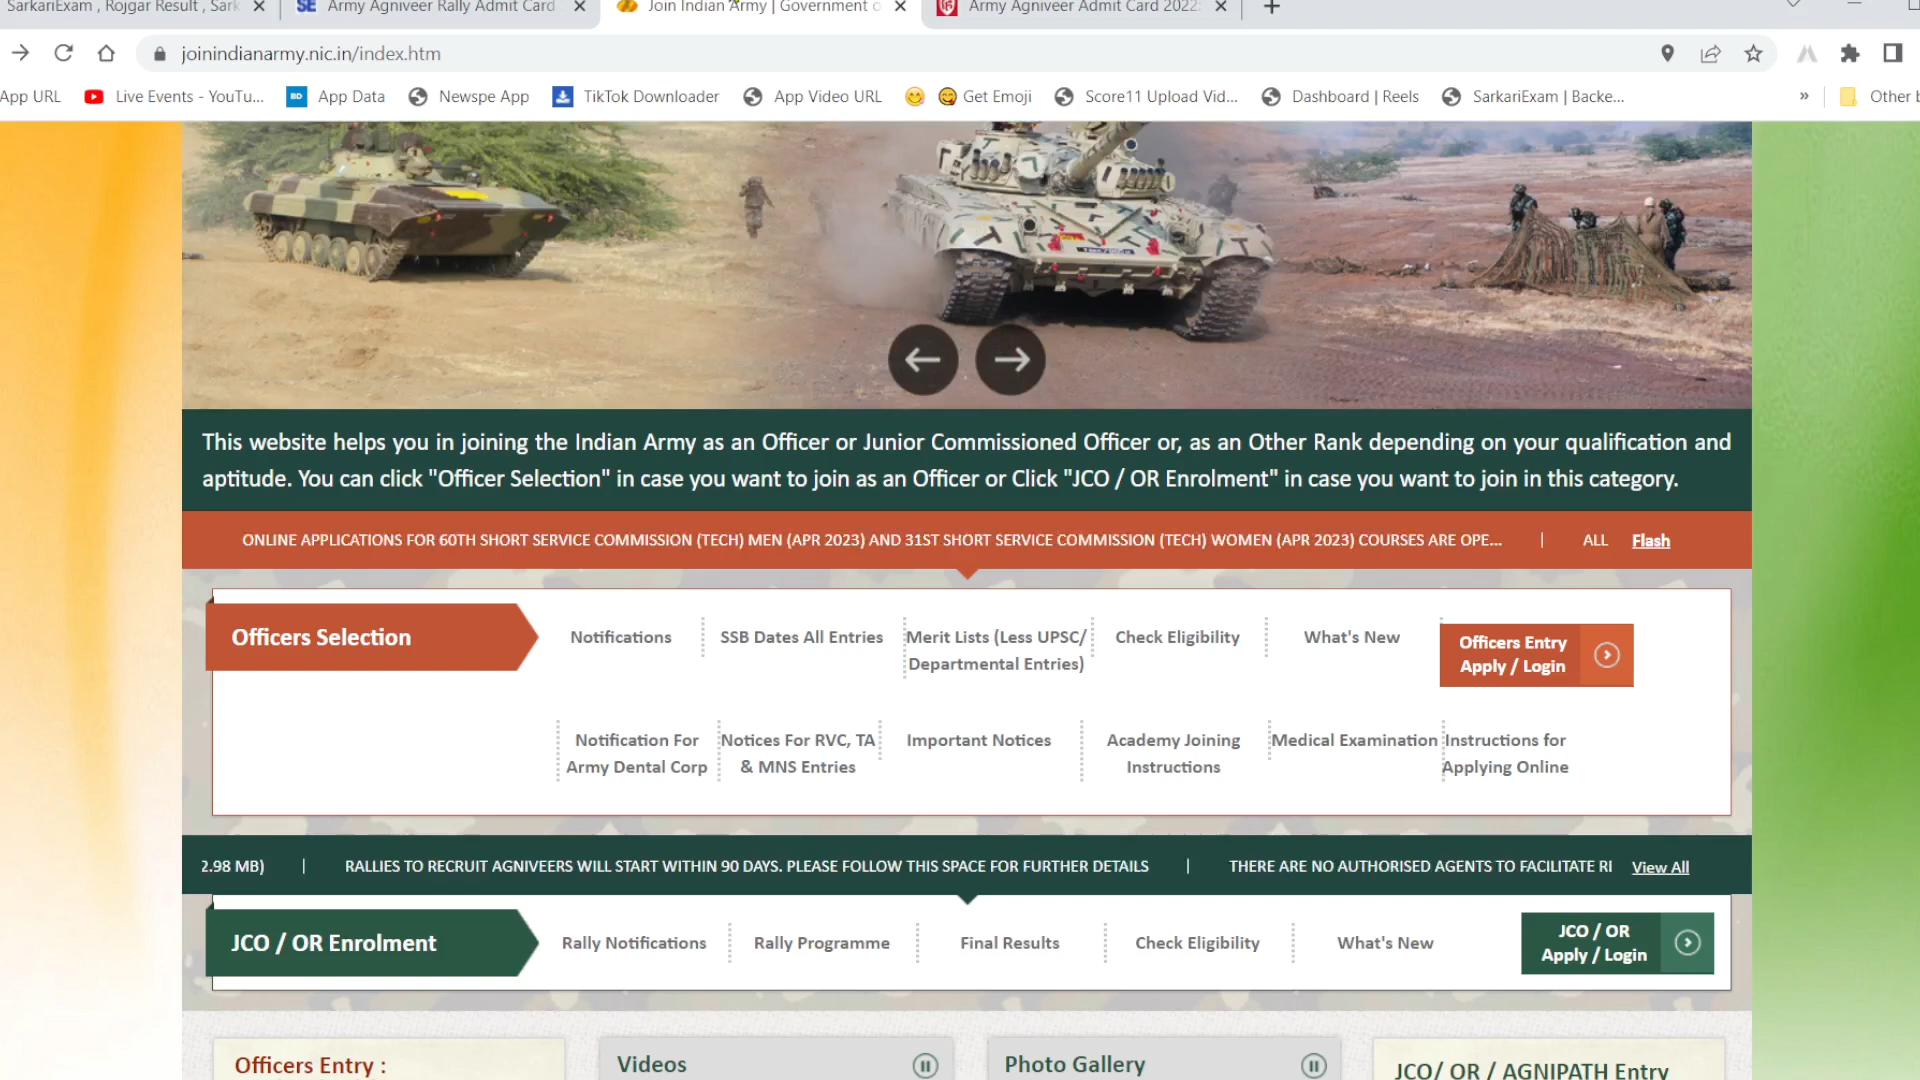 SarkariExam , Rojgar Result , Sark
Army Agniveer Rally Admit Card
Join Indian Army | Government o
Army Agniveer Admit Card 2022:
joinindianarmy.nic.in/index.htm
App URL
Live Events - YouTu...
App Data
Newspe App
TikTok Downloader
App Video URL
Get Emoji
Score11 Upload Vid...
Dashboard | Reels
SarkariExam | Backe...
»
Other b
This website helps you in joining the Indian Army as an Officer or Junior Commissioned Officer or, as an Other Rank depending on your qualification and
aptitude. You can click "Officer Selection" in case you want to join as an Officer or Click "JCO / OR Enrolment" in case you want to join in this category.
ONLINE APPLICATIONS FOR 60TH SHORT SERVICE COMMISSION (TECH) MEN (APR 2023) AND 31ST SHORT SERVICE COMMISSION (TECH) WOMEN (APR 2023) COURSES ARE OPE... | ALL Flash
Officers Selection
Notifications
SSB Dates All Entries
Merit Lists (Less UPSC/
Departmental Entries)
Check Eligibility
What's New
Officers Entry
Apply / Login
Notification For
Army Dental Corp
Notices For RVC, TA
& MNS Entries
Important Notices
Academy Joining
Instructions
Medical Examination
Instructions for
Applying Online
2.98 MB) | RALLIES TO RECRUIT AGNIVEERS WILL START WITHIN 90 DAYS. PLEASE FOLLOW THIS SPACE FOR FURTHER DETAILS | THERE ARE NO AUTHORISED AGENTS TO FACILITATE RI View All
JCO / OR Enrolment
Rally Notifications
Rally Programme
Final Results
Check Eligibility
What's New
JCO / OR
Apply / Login
Officers Entry :
Videos
Photo Gallery
JCO/ OR / AGNIPATH Entry